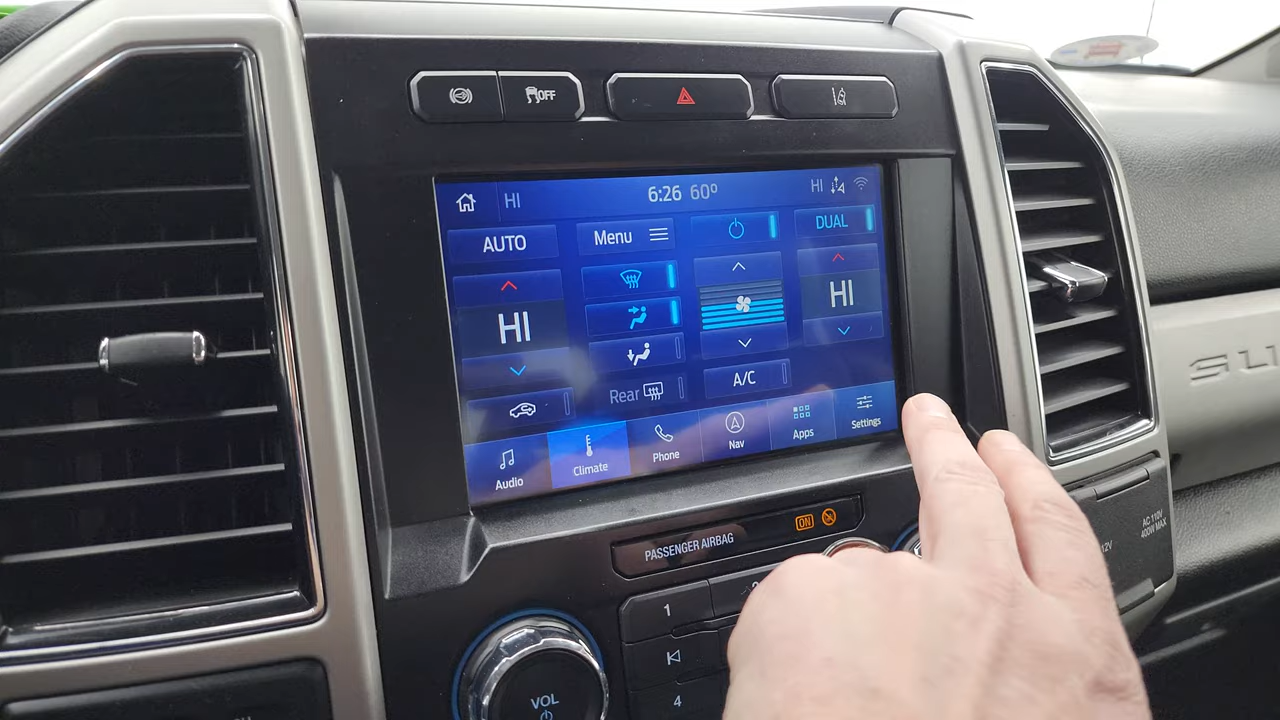 OFF
HI
6:26 60°
HI
AUTO
Menu
DUAL
HI
HI
Rear
A/C
Audio
Climate
Phone
Nav
Apps
Settings
PASSENGER AIRBAG
ON
1
4
VOL
12V
AC 110V
400W MAX